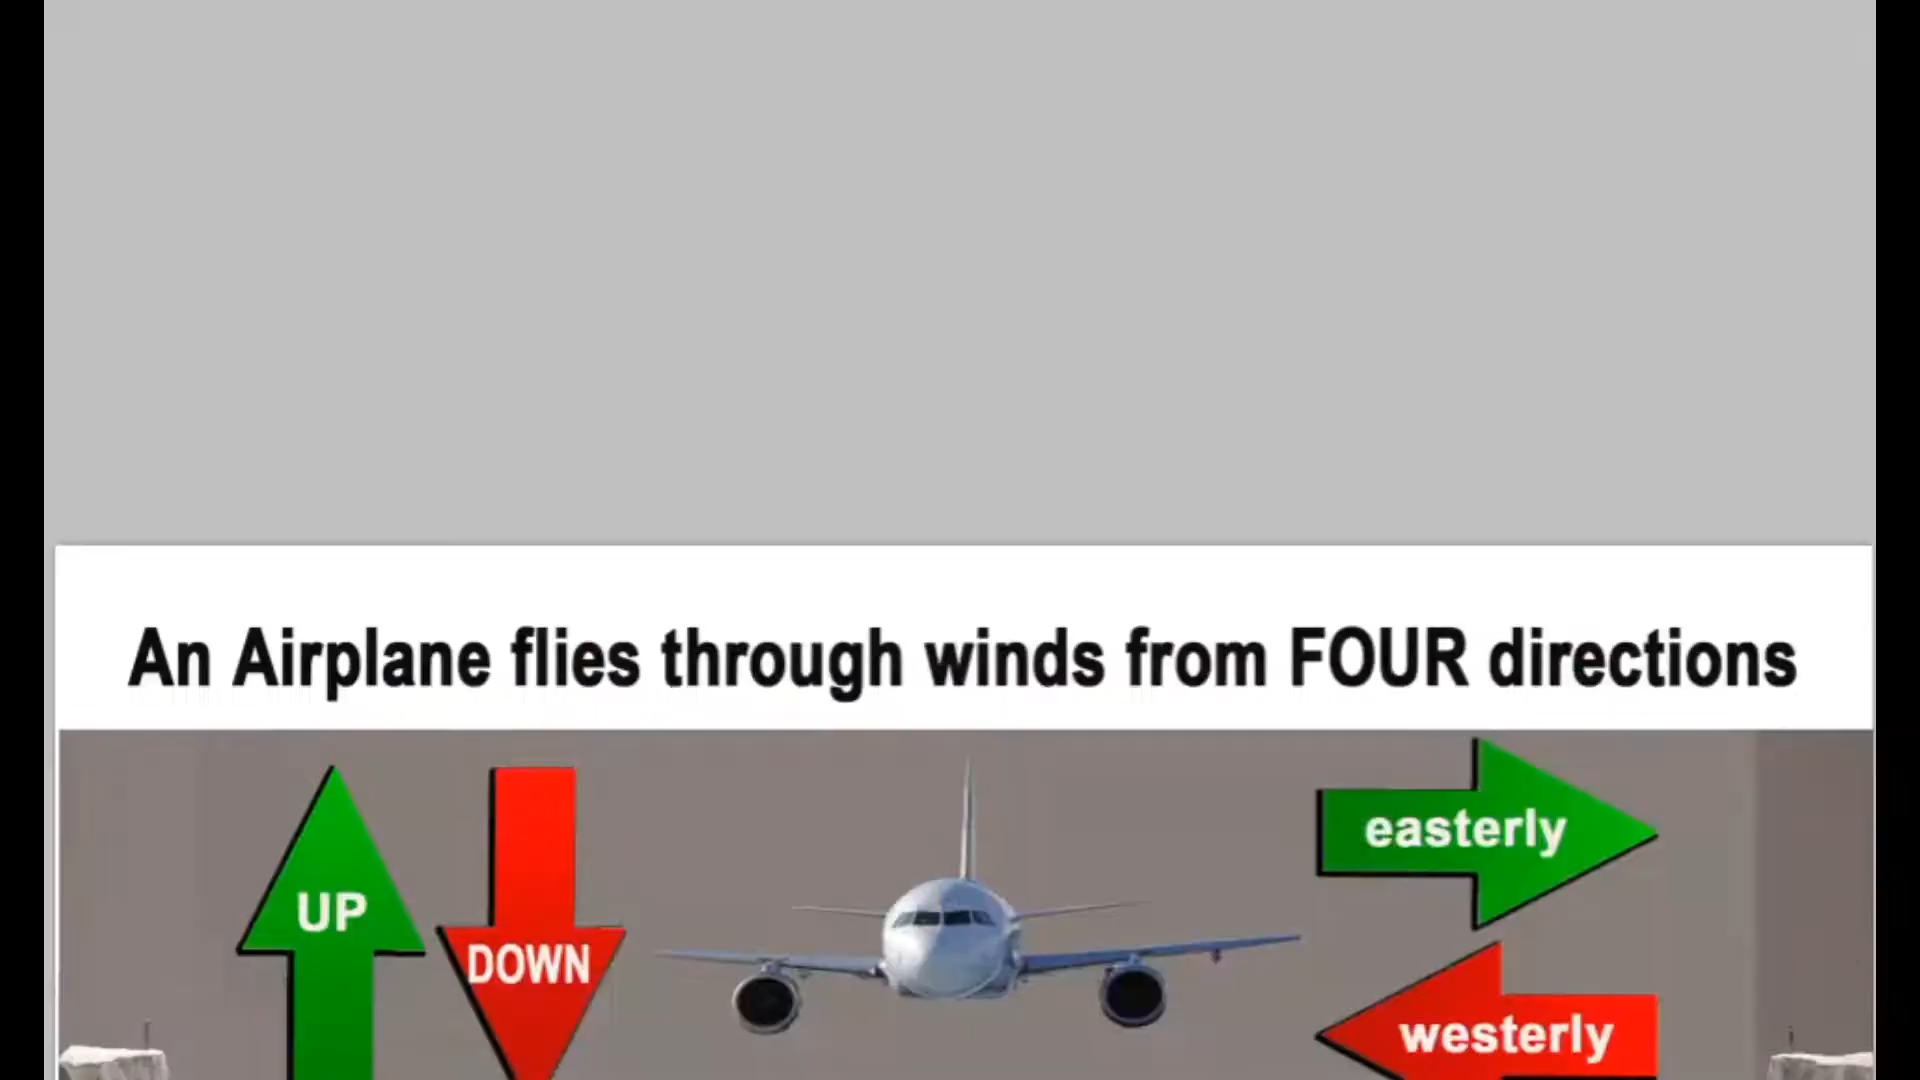 An Airplane flies through winds from FOUR directions
easterly
UP
DOWN
westerly